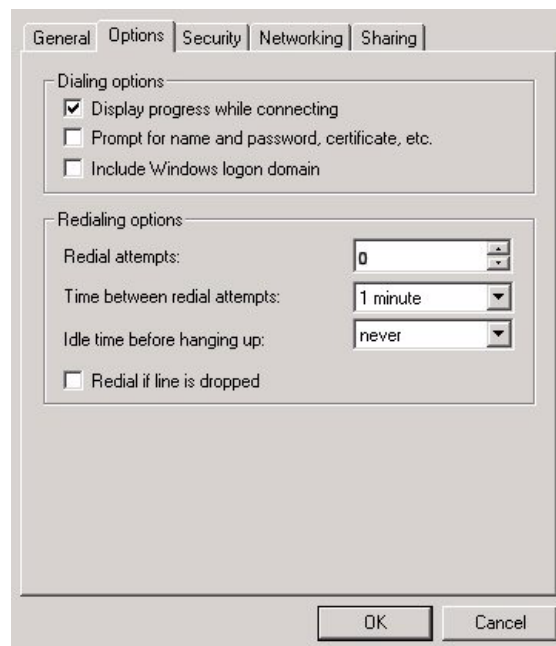 General Options Security Networking Sharing
Dialing options
Display progress while connecting
Prompt for name and password, certificate, etc.
Include Windows logon domain
Redialing options
Redial attempts: 0
Time between redial attempts: 1 minute
Idle time before hanging up: never
Redial if line is dropped
OK Cancel